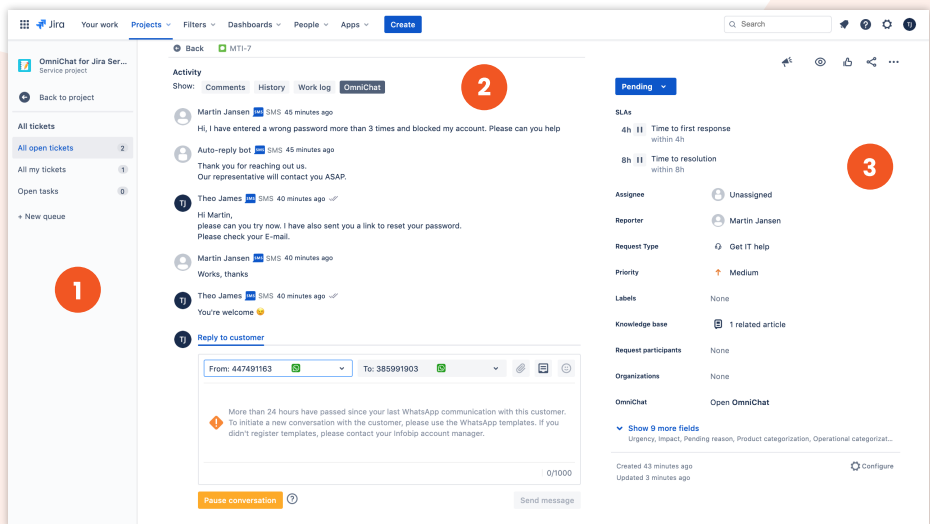 Jira Your work Projects Filters Dashboards People Apps Create Search TJ
OmniChat for Jira Ser...
Service project
Back to project
All tickets
All open tickets 2
All my tickets 1
Open tasks 0
+ New queue
1
Back MTI-7
Activity
Show: Comments History Work log OmniChat
2
Martin Jansen SMS SMS 45 minutes ago
Hi, I have entered a wrong password more than 3 times and blocked my account. Please can you help
Auto-reply bot SMS SMS 45 minutes ago
Thank you for reaching out us.
Our representative will contact you ASAP.
TJ Theo James SMS SMS 40 minutes ago
Hi Martin,
please can you try now. I have also sent you a link to reset your password.
Please check your E-mail.
Martin Jansen SMS SMS 40 minutes ago
Works, thanks
TJ Theo James SMS SMS 40 minutes ago
You're welcome 😊
TJ Reply to customer
From: 447491163 To: 385991903
More than 24 hours have passed since your last WhatsApp communication with this customer.
To initiate a new conversation with the customer, please use the WhatsApp templates. If you
didn't register templates, please contact your Infobip account manager.
0/1000
Pause conversation ? Send message
Pending
SLAs
4h Time to first response
within 4h
8h Time to resolution
within 8h
3
Assignee Unassigned
Reporter Martin Jansen
Request Type Get IT help
Priority Medium
Labels None
Knowledge base 1 related article
Request participants None
Organizations None
OmniChat Open OmniChat
Show 9 more fields
Urgency, Impact, Pending reason, Product categorization, Operational categorizat...
Created 43 minutes ago Configure
Updated 3 minutes ago